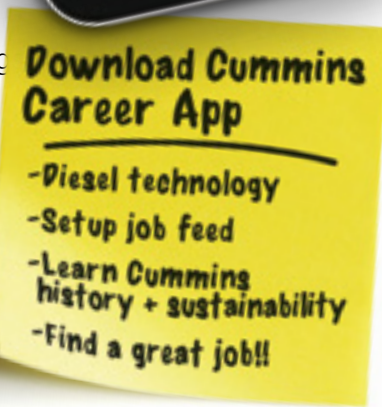 Download Cummins
Career App
-Diesel technology
-Setup job feed
-Learn Cummins
history + sustainability
-Find a great job!!